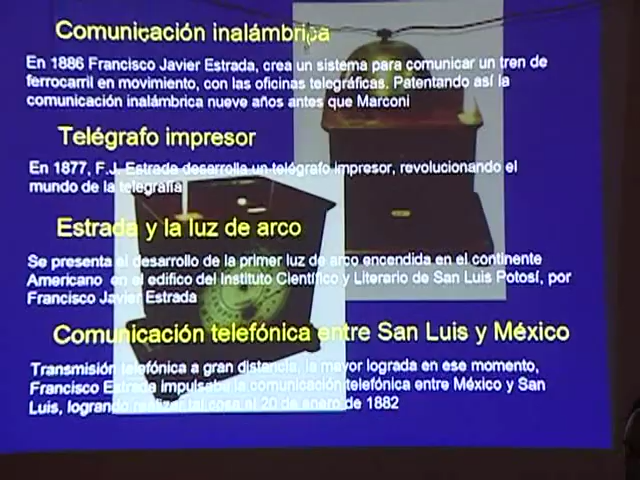 Comunicación inalámbrica
En 1886 Francisco Javier Estrada, crea un sistema para comunicar un tren de
ferrocarril en movimiento, con las oficinas telegráficas. Patentando así la
comunicación inalámbrica nueve años antes que Marconi
Telégrafo impresor
En 1877, F.J. Estrada desarrolla un telégrafo impresor, revolucionando el
mundo de la telegrafía
Estrada y la luz de arco
Se presenta el desarrollo de la primer luz de arco encendida en el continente
Americano en el edifico del Instituto Científico y Literario de San Luis Potosí, por
Francisco Javier Estrada
Comunicación telefónica entre San Luis y México
Transmisión telefónica a gran distancia, la mayor lograda en ese momento,
Francisco Estrada impulsaba la comunicación telefónica entre México y San
Luis, logrando realizar tal cosa el 20 de enero de 1882